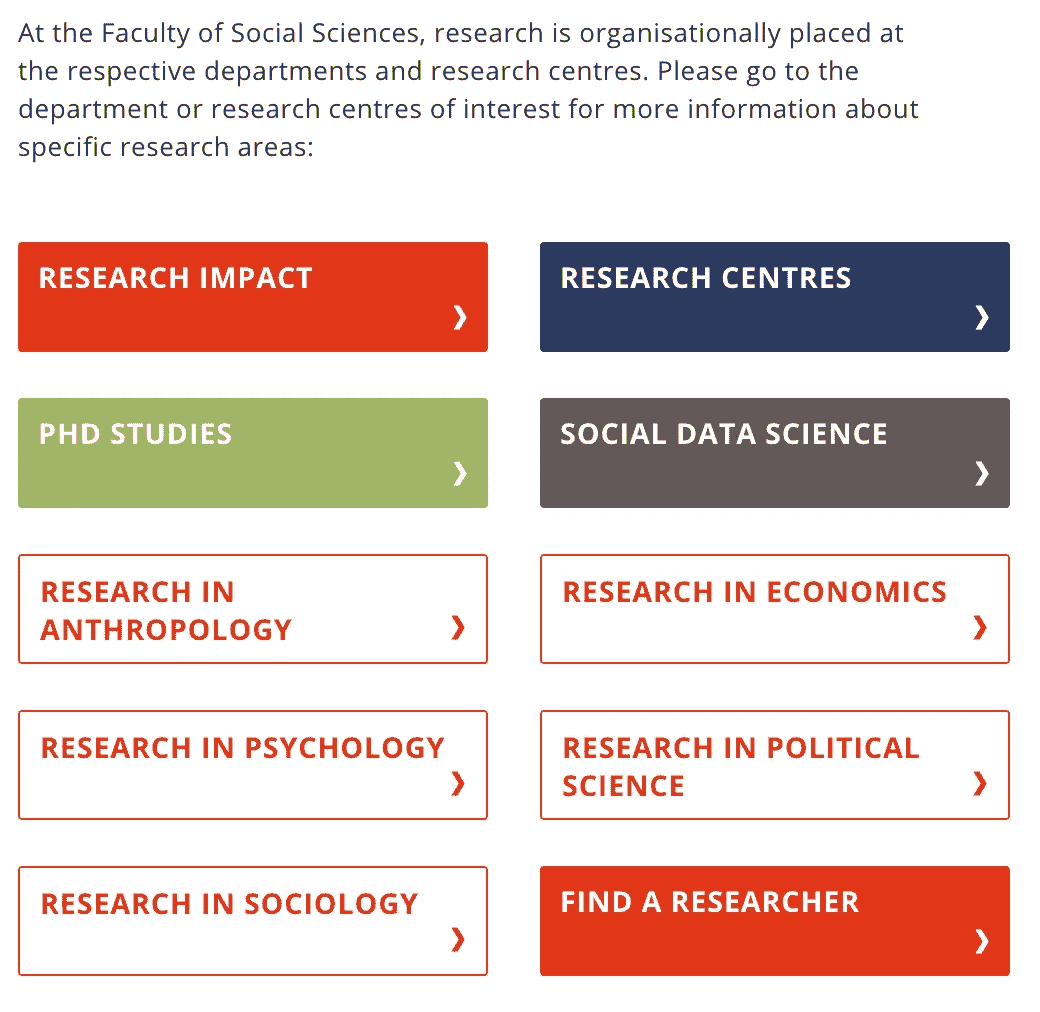 At the Faculty of Social Sciences, research is organisationally placed at
the respective departments and research centres. Please go to the
department or research centres of interest for more information about
specific research areas:
RESEARCH IMPACT
RESEARCH CENTRES
PHD STUDIES
SOCIAL DATA SCIENCE
RESEARCH IN
ANTHROPOLOGY
RESEARCH IN ECONOMICS
RESEARCH IN PSYCHOLOGY
RESEARCH IN POLITICAL
SCIENCE
RESEARCH IN SOCIOLOGY
FIND A RESEARCHER